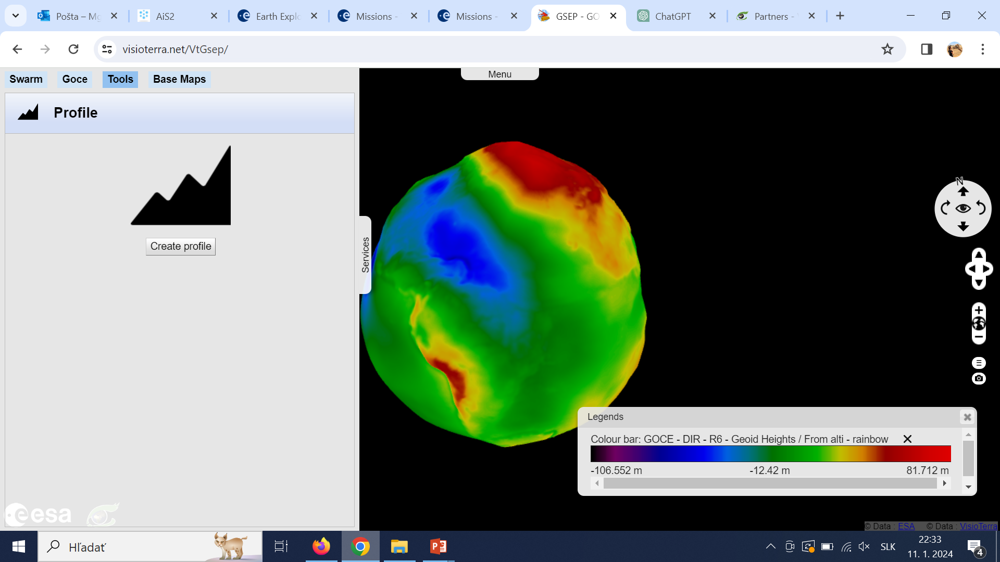 Pošta – Mg
AiS2
Earth Explo
Missions -
Missions -
GSEP - GO
ChatGPT
Partners -
visioterra.net/VtGsep/
Swarm
Goce
Tools
Base Maps
Menu
Profile
Create profile
Services
N
Legends
Colour bar: GOCE - DIR - R6 - Geoid Heights / From alti - rainbow
-106.552 m
-12.42 m
81.712 m
esa
© Data : ESA © Data : VisioTerra
Hľadať
SLK
22:33
11. 1. 2024
4